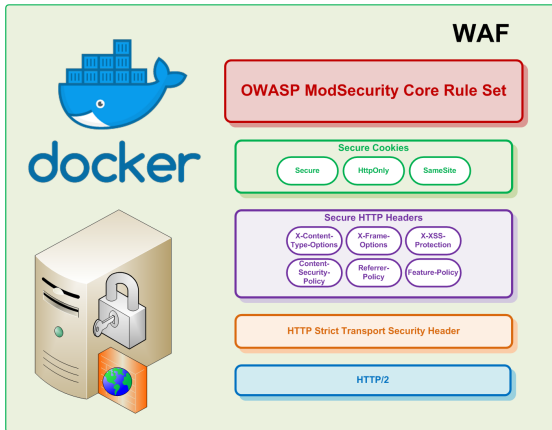 WAF
docker
OWASP ModSecurity Core Rule Set
Secure Cookies
Secure
HttpOnly
SameSite
Secure HTTP Headers
X-Content-
Type-Options
X-Frame-
Options
X-XSS-
Protection
Content-
Security-
Policy
Referrer-
Policy
Feature-Policy
HTTP Strict Transport Security Header
HTTP/2